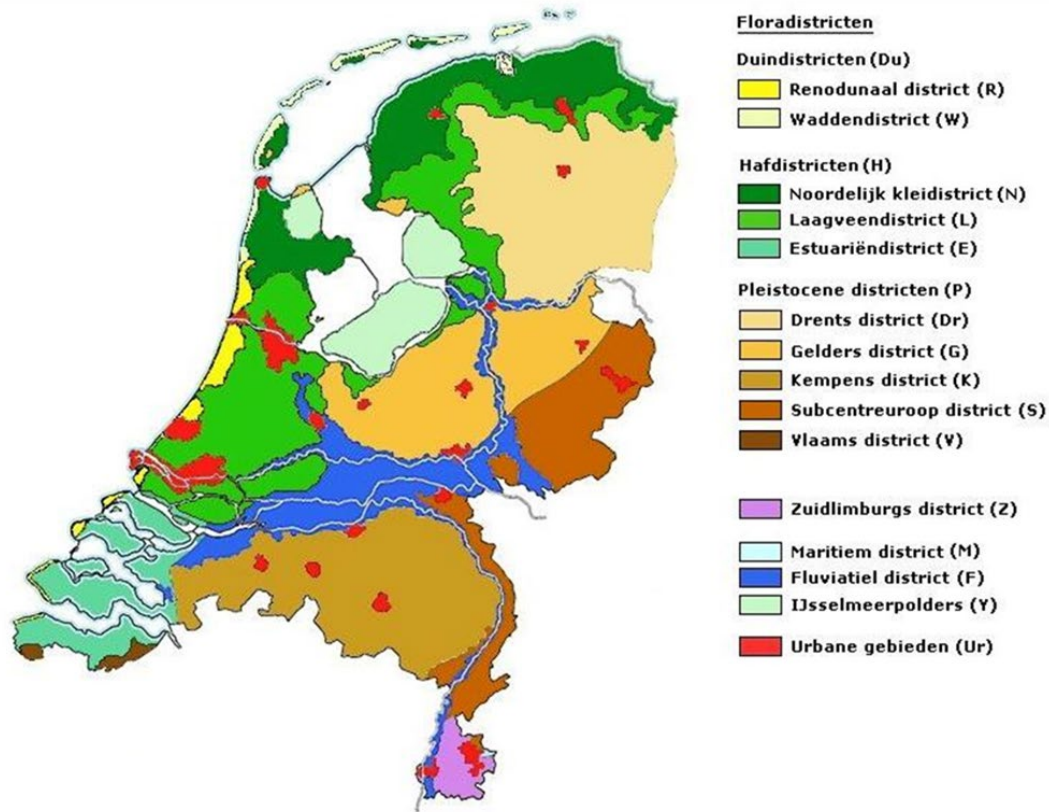 Floradistricten
Duindistricten (Du)
Renodunaal district (R)
Waddendistrict (W)
Hafdistricten (H)
Noordelijk kleidistrict (N)
Laagveendistrict (L)
Estuariëndistrict (E)
Pleistocene districten (P)
Drents district (Dr)
Gelders district (G)
Kempens district (K)
Subcentreuroop district (S)
Vlaams district (V)
Zuidlimburgs district (Z)
Maritiem district (M)
Fluviatiel district (F)
IJsselmeerpolders (Y)
Urbane gebieden (Ur)